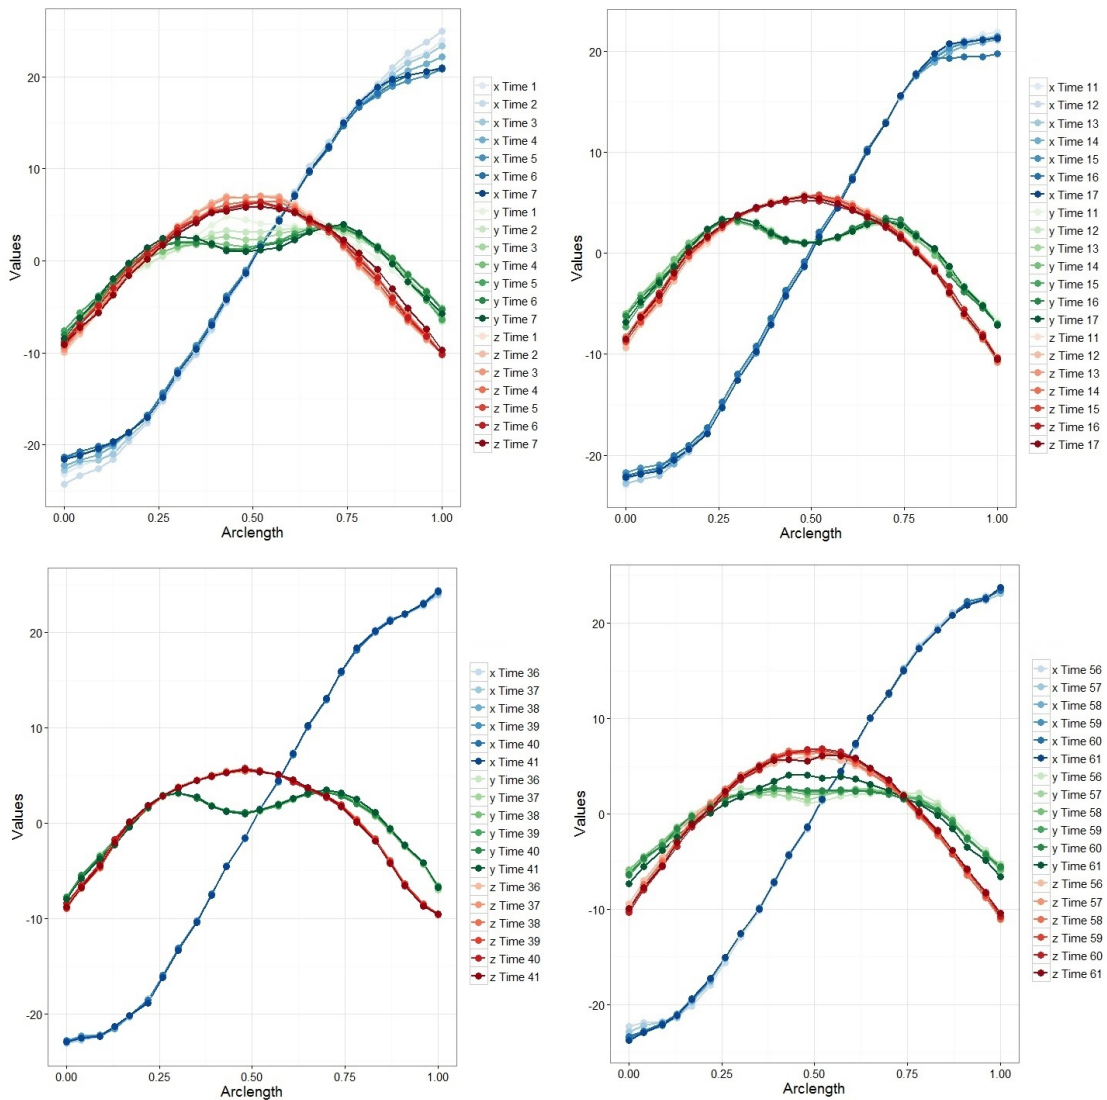 20
10
0
-10
-20
0.00
0.25
0.50
0.75
1.00
Arclength
Values
x Time 1
x Time 2
x Time 3
x Time 4
x Time 5
x Time 6
x Time 7
y Time 1
y Time 2
y Time 3
y Time 4
y Time 5
y Time 6
y Time 7
z Time 1
z Time 2
z Time 3
z Time 4
z Time 5
z Time 6
z Time 7
20
10
0
-10
-20
0.00
0.25
0.50
0.75
1.00
Arclength
Values
x Time 11
x Time 12
x Time 13
x Time 14
x Time 15
x Time 16
x Time 17
y Time 11
y Time 12
y Time 13
y Time 14
y Time 15
y Time 16
y Time 17
z Time 11
z Time 12
z Time 13
z Time 14
z Time 15
z Time 16
z Time 17
20
10
0
-10
-20
0.00
0.25
0.50
0.75
1.00
Arclength
Values
x Time 36
x Time 37
x Time 38
x Time 39
x Time 40
x Time 41
y Time 36
y Time 37
y Time 38
y Time 39
y Time 40
y Time 41
z Time 36
z Time 37
z Time 38
z Time 39
z Time 40
z Time 41
20
10
0
-10
-20
0.00
0.25
0.50
0.75
1.00
Arclength
Values
x Time 56
x Time 57
x Time 58
x Time 59
x Time 60
x Time 61
y Time 56
y Time 57
y Time 58
y Time 59
y Time 60
y Time 61
z Time 56
z Time 57
z Time 58
z Time 59
z Time 60
z Time 61